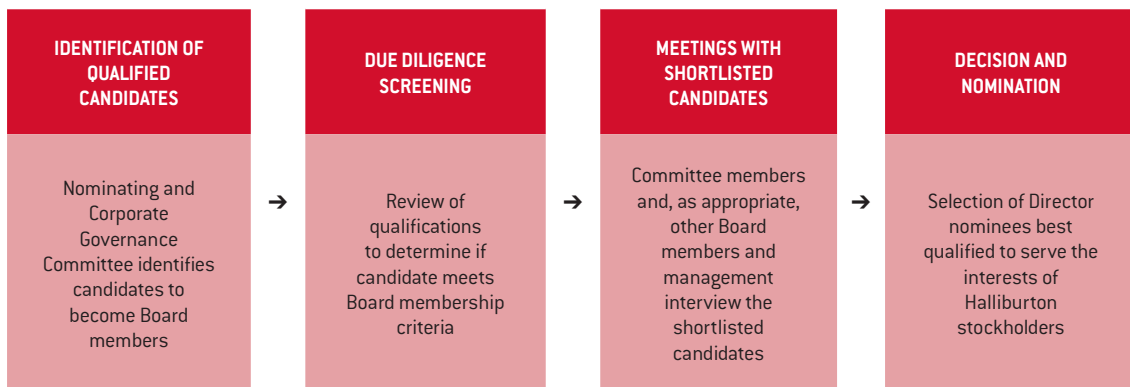 IDENTIFICATION OF
QUALIFIED
CANDIDATES
Nominating and
Corporate
Governance
Committee identifies
candidates to
become Board
members
➔
DUE DILIGENCE
SCREENING
Review of
qualifications
to determine if
candidate meets
Board membership
criteria
➔
MEETINGS WITH
SHORTLISTED
CANDIDATES
Committee members
and, as appropriate,
other Board
members and
management
interview the
shortlisted
candidates
➔
DECISION AND
NOMINATION
Selection of Director
nominees best
qualified to serve the
interests of
Halliburton
stockholders